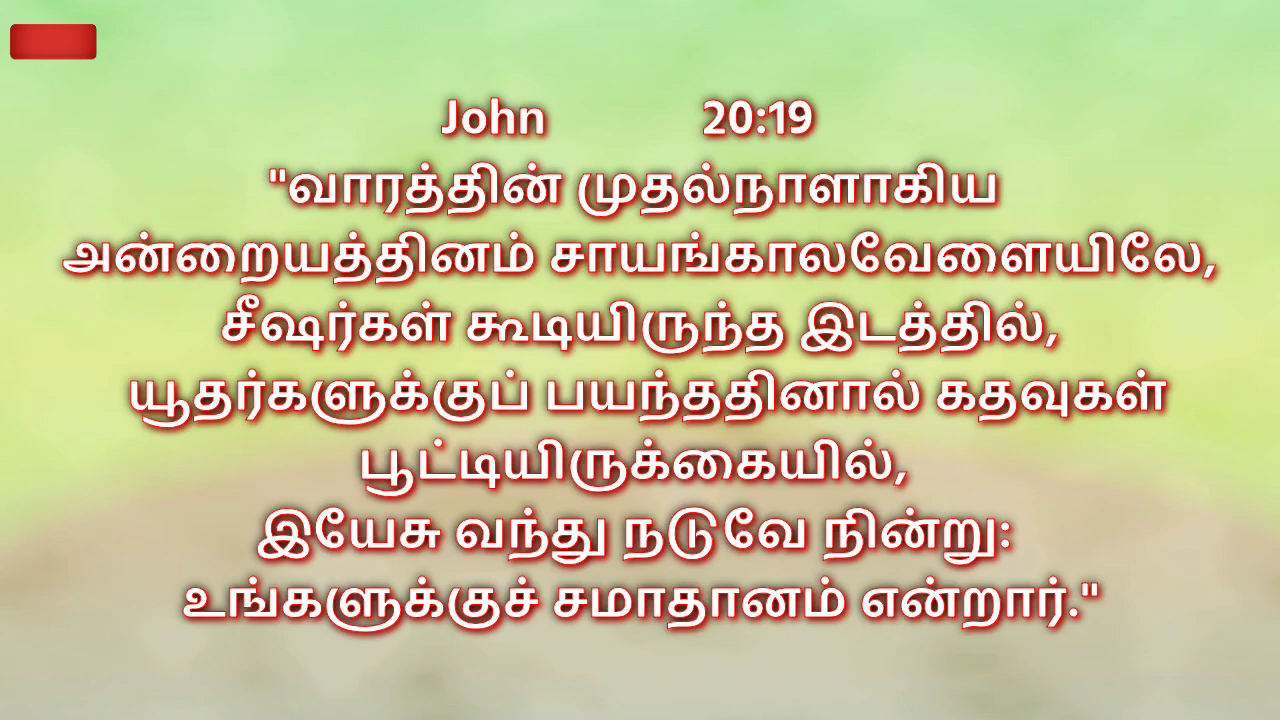 John 20:19
"வாரத்தின் முதல்நாளாகிய
அன்றையத்தினம் சாயங்காலவேளையிலே,
சீஷர்கள் கூடியிருந்த இடத்தில்,
யூதர்களுக்குப் பயந்ததினால் கதவுகள்
பூட்டியிருக்கையில்,
இயேசு வந்து நடுவே நின்று:
உங்களுக்குச் சமாதானம் என்றார்."